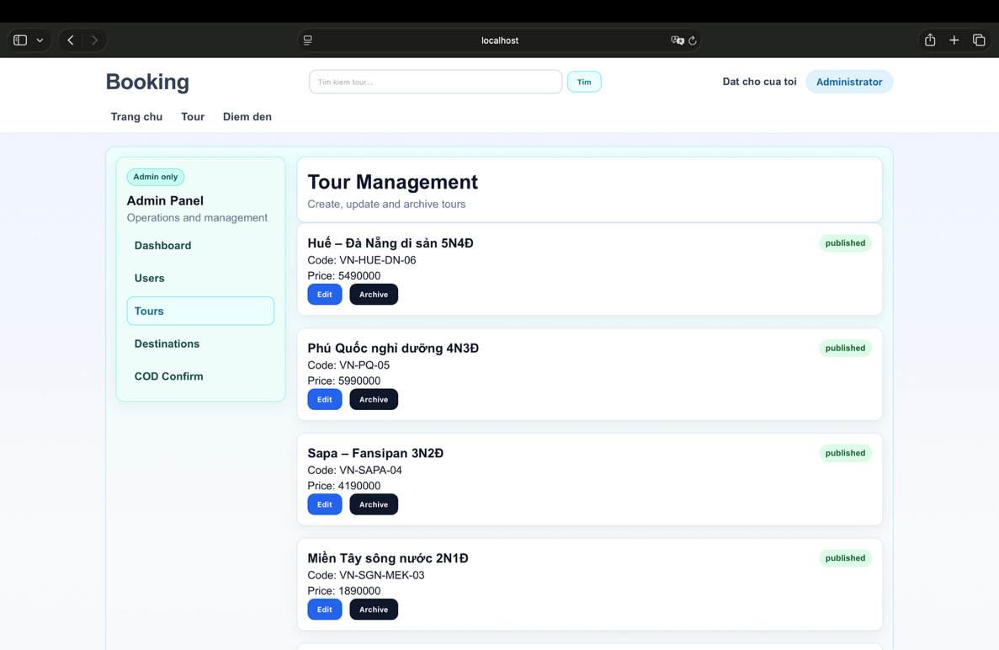 localhost
Booking
Tim kiem tour...
Tim
Dat cho cua toi
Administrator
Trang chu
Tour
Diem den
Admin only
Admin Panel
Operations and management
Dashboard
Users
Tours
Destinations
COD Confirm
Tour Management
Create, update and archive tours
Huế – Đà Nẵng di sản 5N4Đ
published
Code: VN-HUE-DN-06
Price: 5490000
Edit
Archive
Phú Quốc nghỉ dưỡng 4N3Đ
published
Code: VN-PQ-05
Price: 5990000
Edit
Archive
Sapa – Fansipan 3N2Đ
published
Code: VN-SAPA-04
Price: 4190000
Edit
Archive
Miền Tây sông nước 2N1Đ
published
Code: VN-SGN-MEK-03
Price: 1890000
Edit
Archive